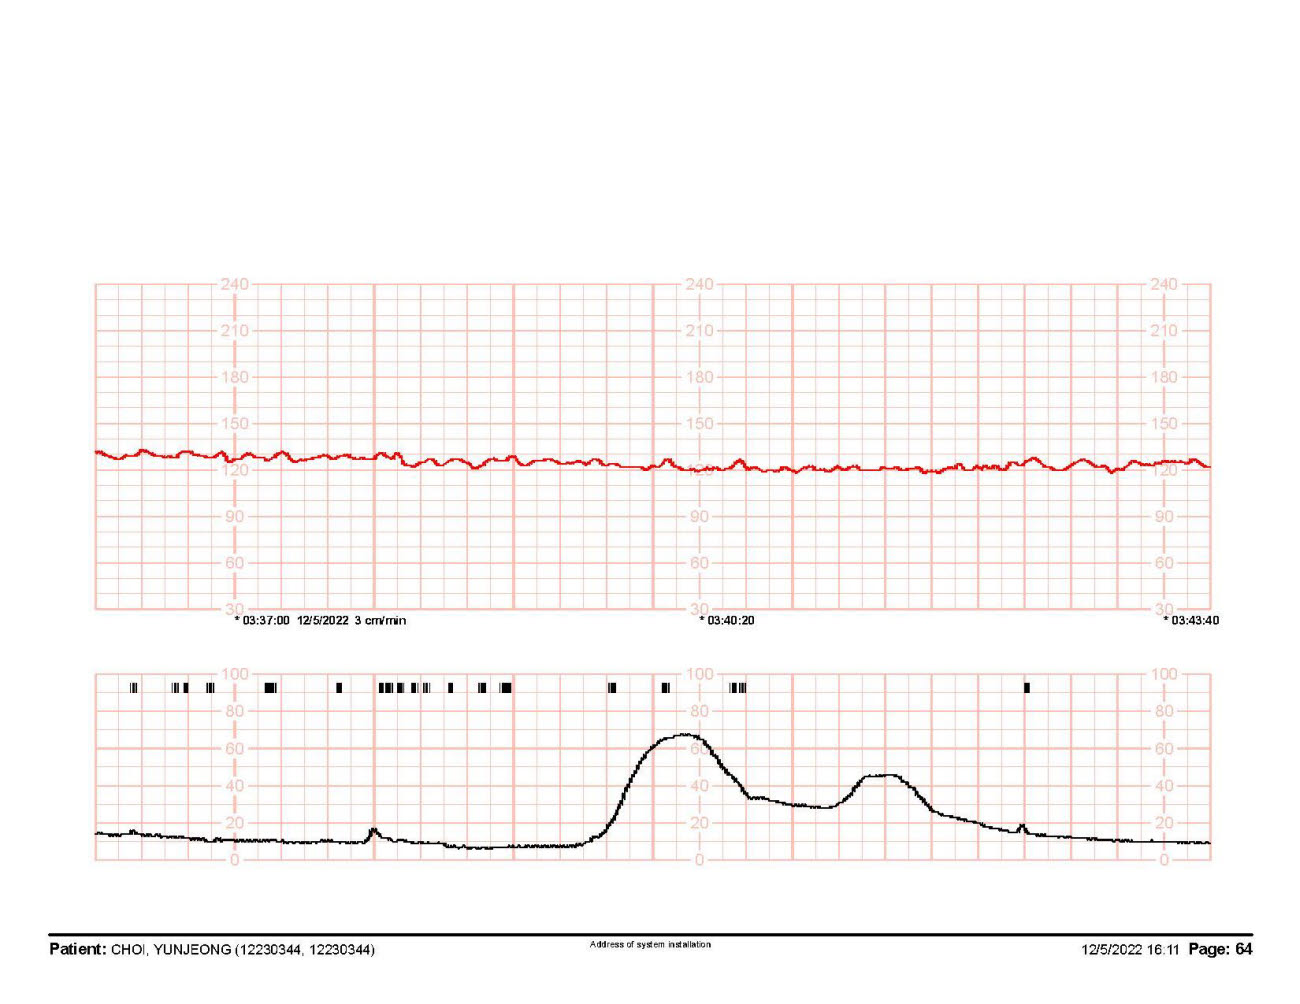 240 240 240
210 210 210
180 180 180
150 150 150
120 120 120
90 90 90
60 60 60
30 30 30
* 03:37:00 12/5/2022 3 cm/min * 03:40:20 * 03:43:40
100 100 100
80 80 80
60 60 60
40 40 40
20 20 20
0 0 0
Patient: CHOI, YUNJEONG (12230344, 12230344) Address of system installation 12/5/2022 16:11 Page: 64